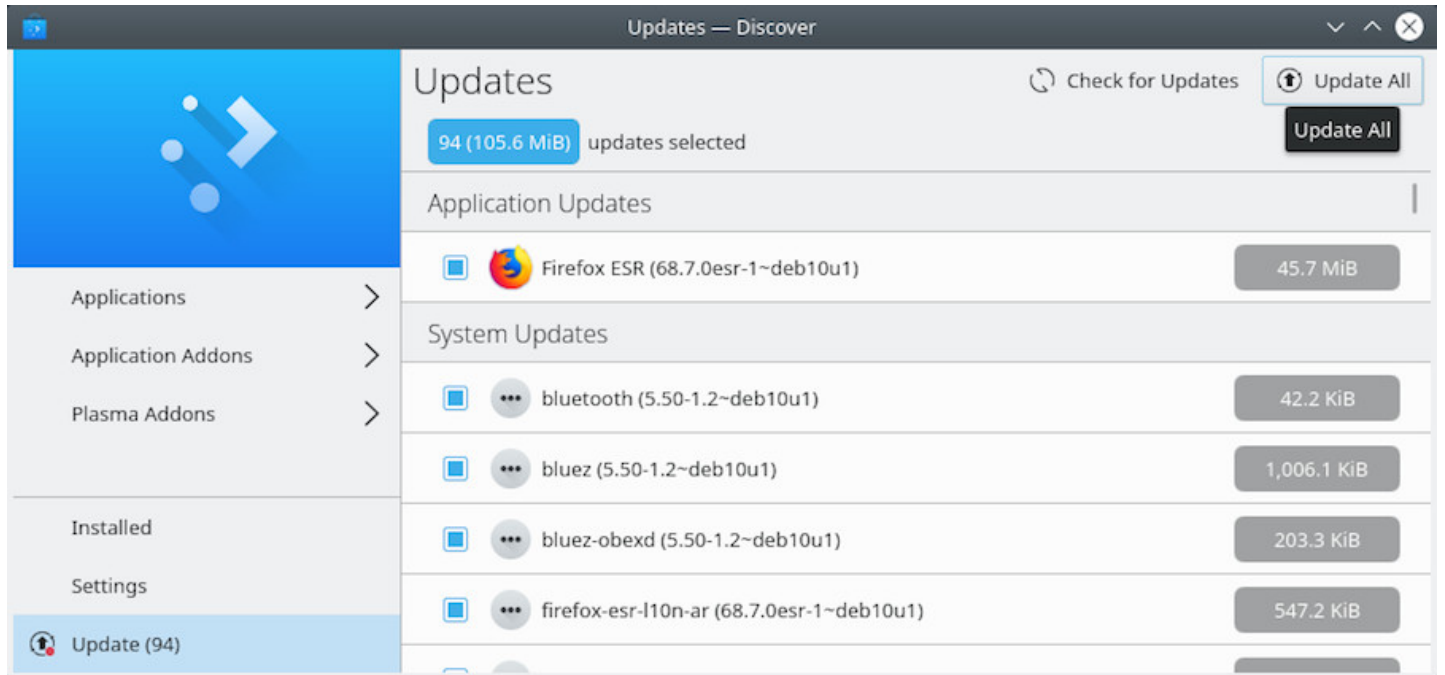 Updates — Discover
Updates
Check for Updates
Update All
Update All
94 (105.6 MiB) updates selected
Application Updates
Firefox ESR (68.7.0esr-1~deb10u1) 45.7 MiB
System Updates
bluetooth (5.50-1.2~deb10u1) 42.2 KiB
bluez (5.50-1.2~deb10u1) 1,006.1 KiB
bluez-obexd (5.50-1.2~deb10u1) 203.3 KiB
firefox-esr-l10n-ar (68.7.0esr-1~deb10u1) 547.2 KiB
Applications
Application Addons
Plasma Addons
Installed
Settings
Update (94)